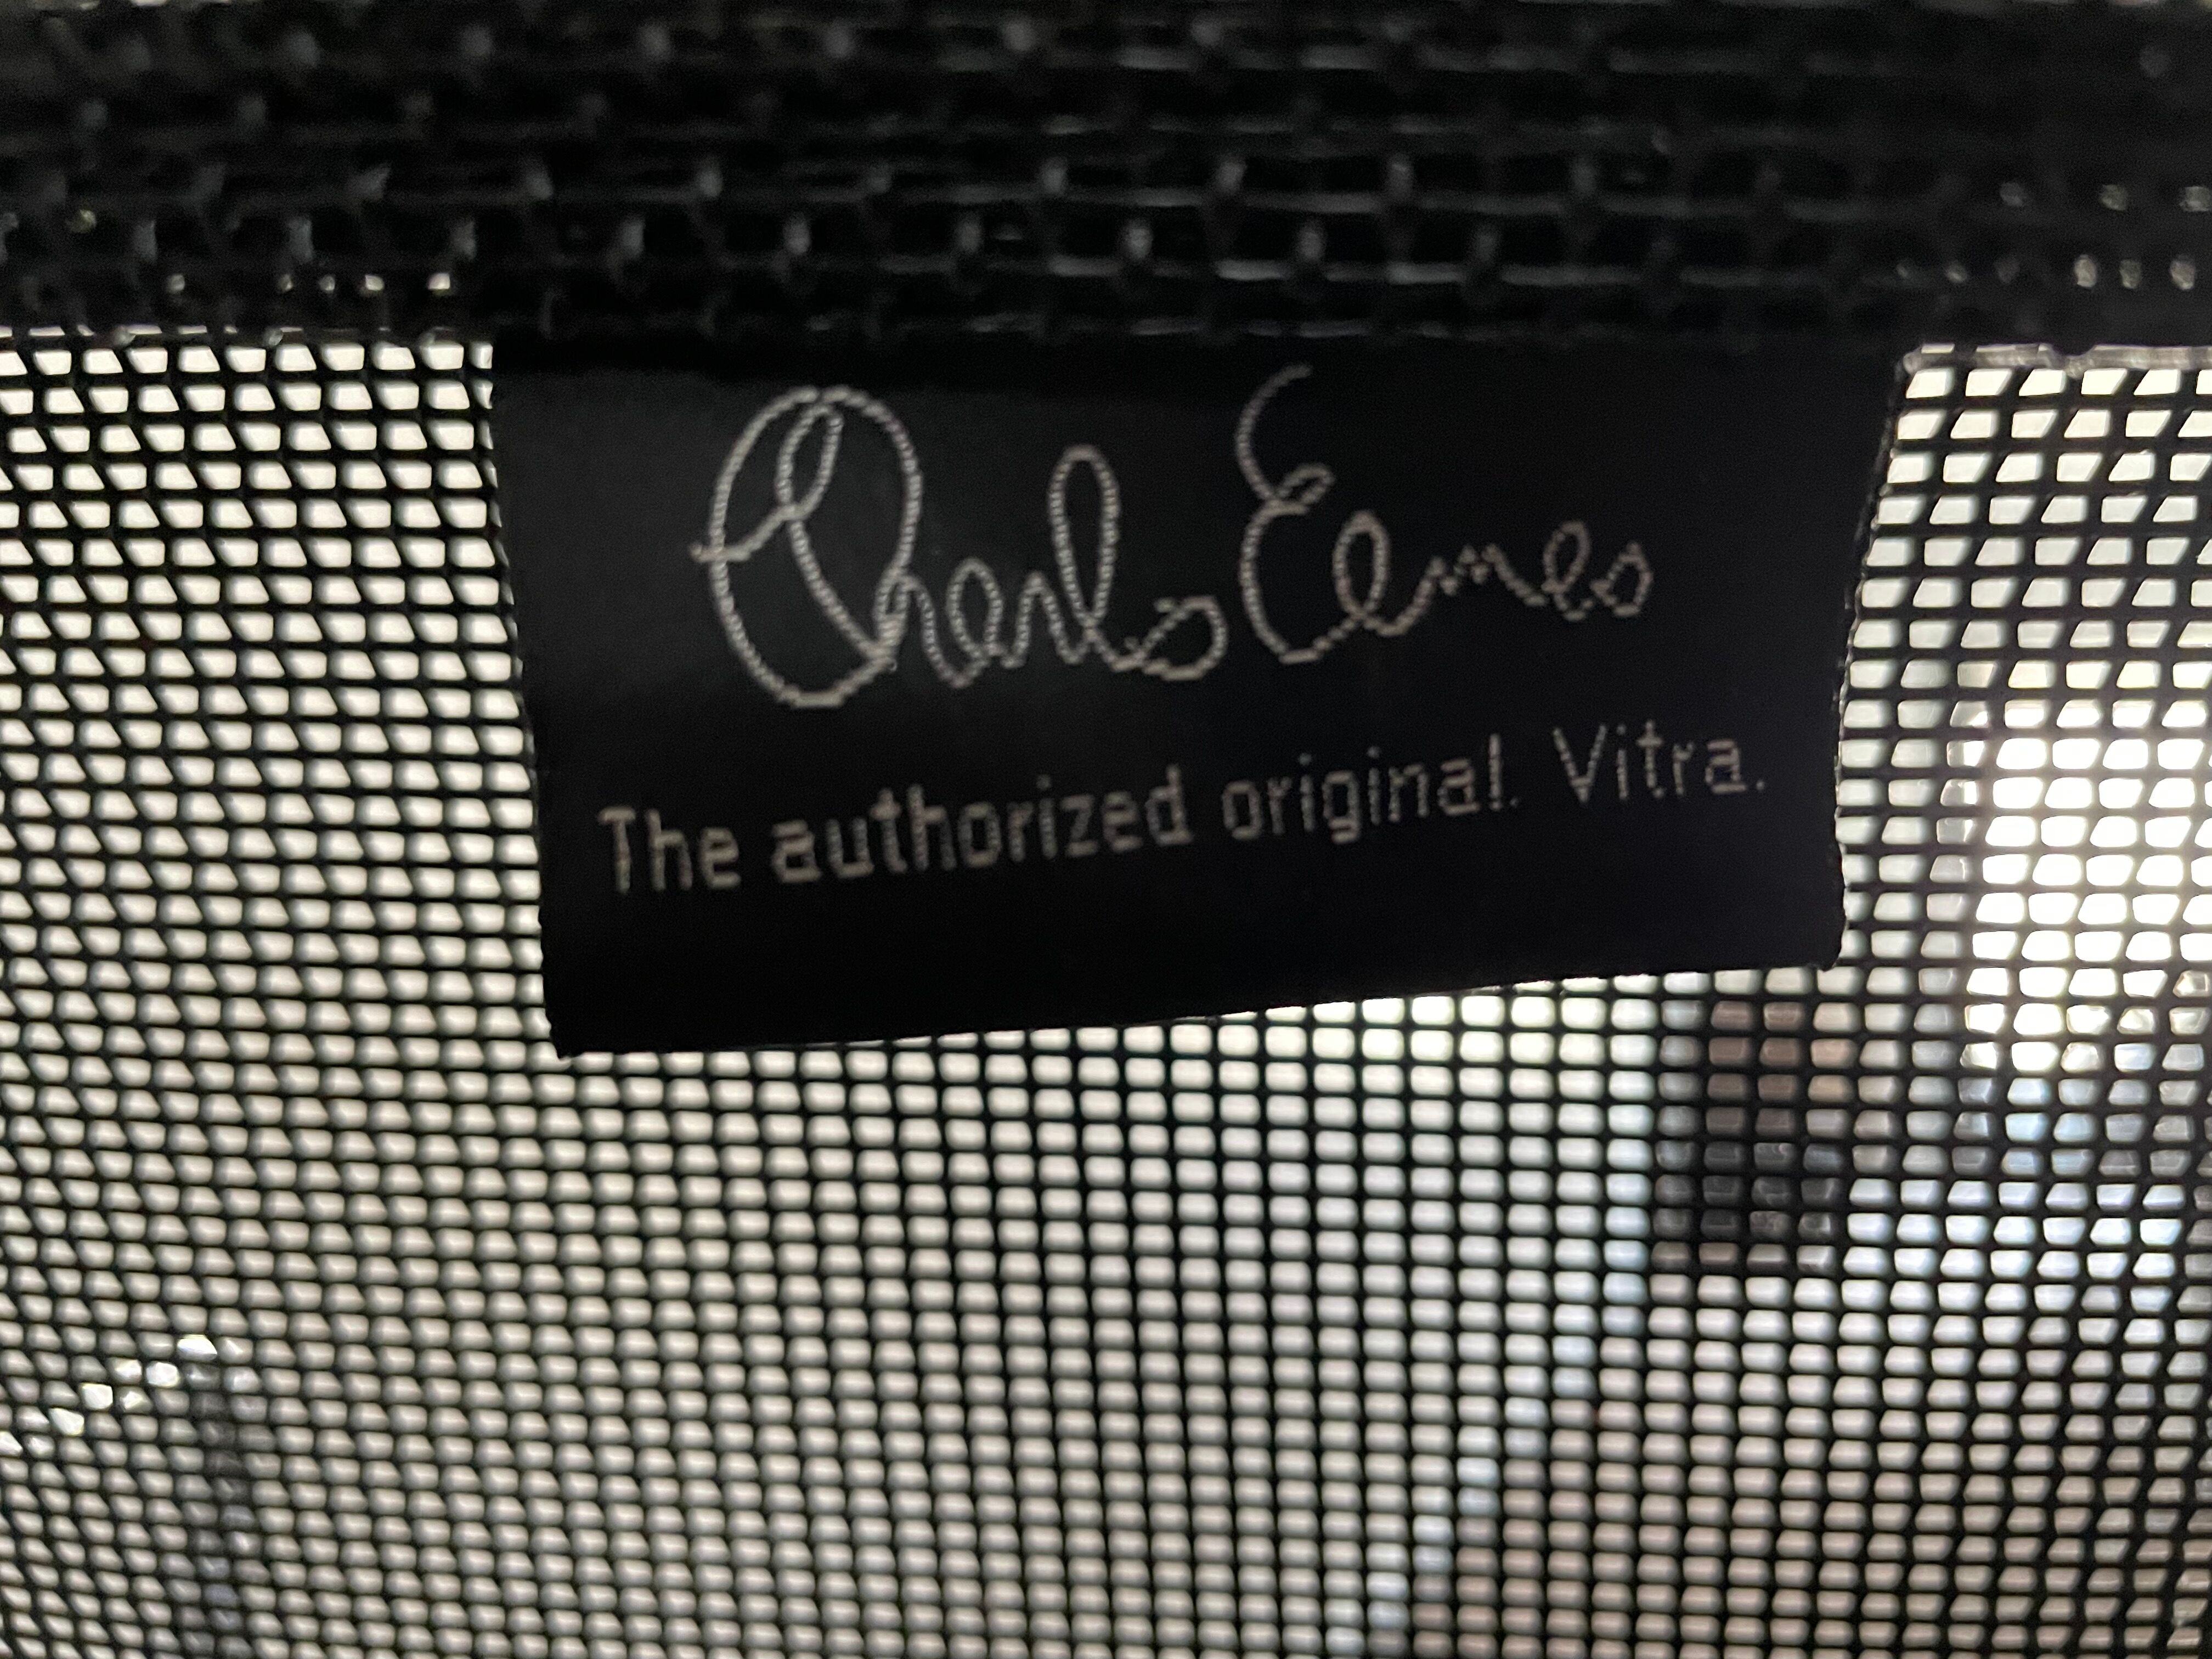 Charles Eames
The authorized original. Vitra.